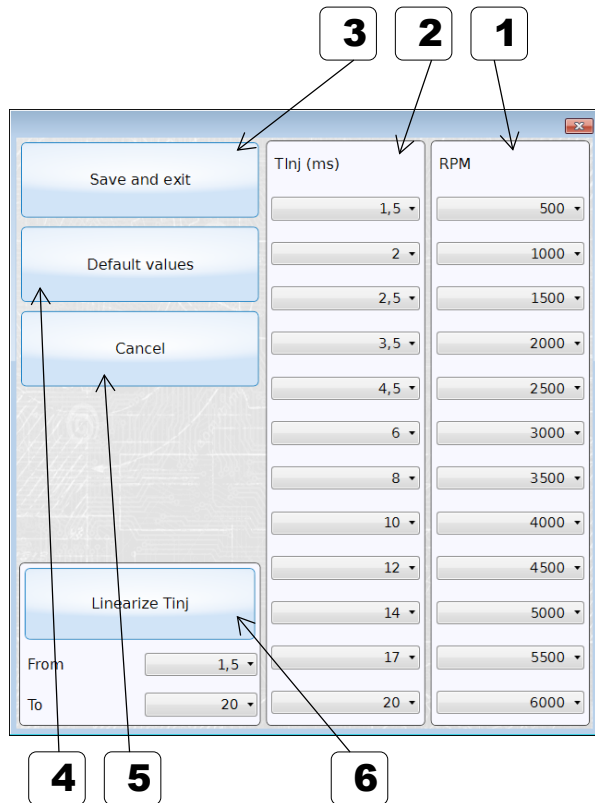 3 2 1
Save and exit
Default values
Cancel
TInj (ms)
1,5
2
2,5
3,5
4,5
6
8
10
12
14
17
20
RPM
500
1000
1500
2000
2500
3000
3500
4000
4500
5000
5500
6000
Linearize Tinj
From 1,5
To 20
4 5 6